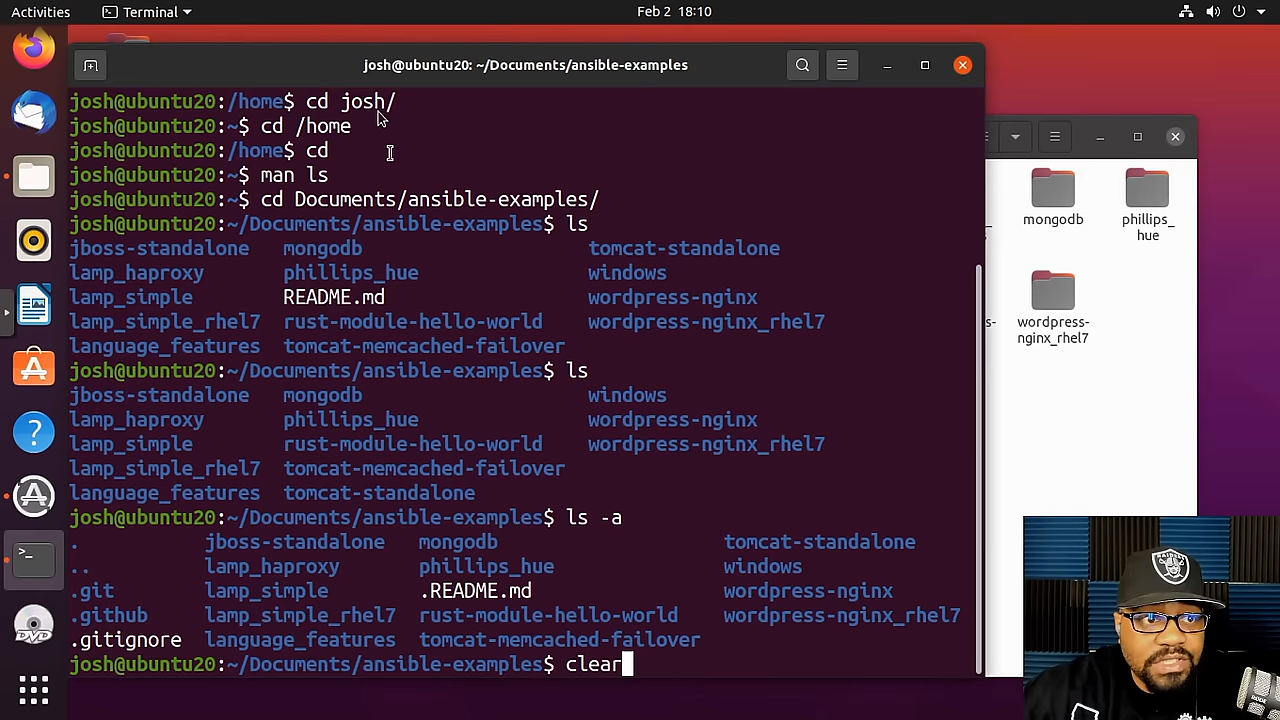 Activities
Terminal
Feb 2 18:10
josh@ubuntu20: ~/Documents/ansible-examples
josh@ubuntu20:/home$ cd josh/
josh@ubuntu20:~$ cd /home
josh@ubuntu20:/home$ cd
josh@ubuntu20:~$ man ls
josh@ubuntu20:~$ cd Documents/ansible-examples/
josh@ubuntu20:~/Documents/ansible-examples$ ls
jboss-standalone mongodb tomcat-standalone
lamp_haproxy phillips_hue windows
lamp_simple README.md wordpress-nginx
lamp_simple_rhel7 rust-module-hello-world wordpress-nginx_rhel7
language_features tomcat-memcached-failover
josh@ubuntu20:~/Documents/ansible-examples$ ls
jboss-standalone mongodb windows
lamp_haproxy phillips_hue wordpress-nginx
lamp_simple rust-module-hello-world wordpress-nginx_rhel7
lamp_simple_rhel7 tomcat-memcached-failover
language_features tomcat-standalone
josh@ubuntu20:~/Documents/ansible-examples$ ls -a
. jboss-standalone mongodb tomcat-standalone
.. lamp_haproxy phillips_hue windows
.git lamp_simple .README.md wordpress-nginx
.github lamp_simple_rhel7 rust-module-hello-world wordpress-nginx_rhel7
.gitignore language_features tomcat-memcached-failover
josh@ubuntu20:~/Documents/ansible-examples$ clear
mongodb
phillips_
hue
s-
wordpress-
nginx_rhel7
DVD
RAIDERS
RODE